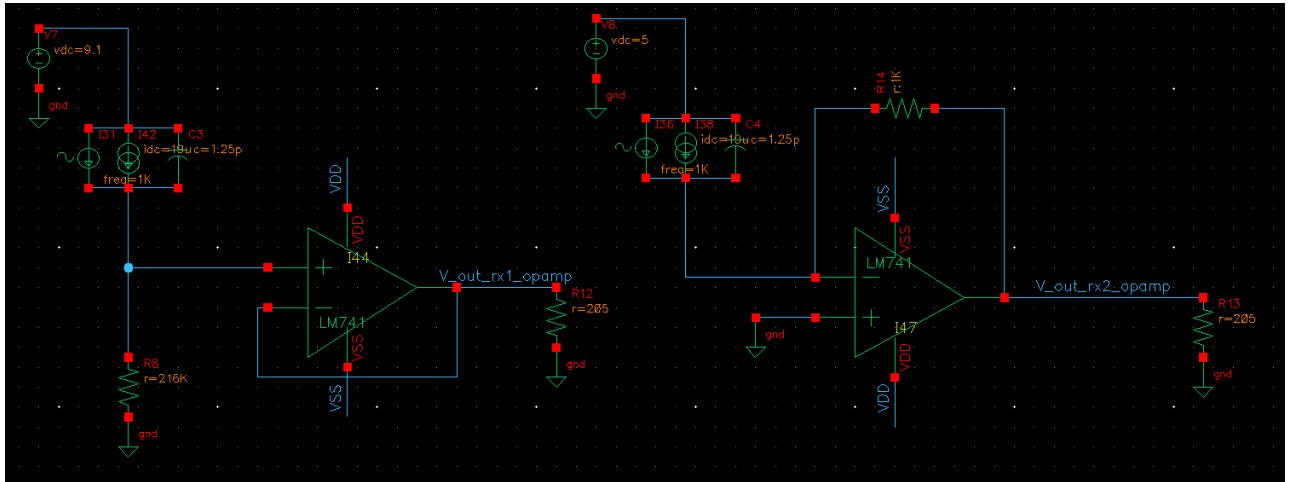 V7
vdc=9.1
gnd
I31
I42
C3
idc=19u
c=1.25p
freq=1K
VDD
VDD
I44
LM741
VSS
VSS
V_out_rx1_opamp
R12
r=205
gnd
R8
r=216K
gnd
V8
vdc=5
gnd
I36
I38
C4
idc=19u
c=1.25p
freq=1K
R14
r:1K
VSS
VSS
LM741
I47
VDD
VDD
gnd
V_out_rx2_opamp
R13
r=205
gnd